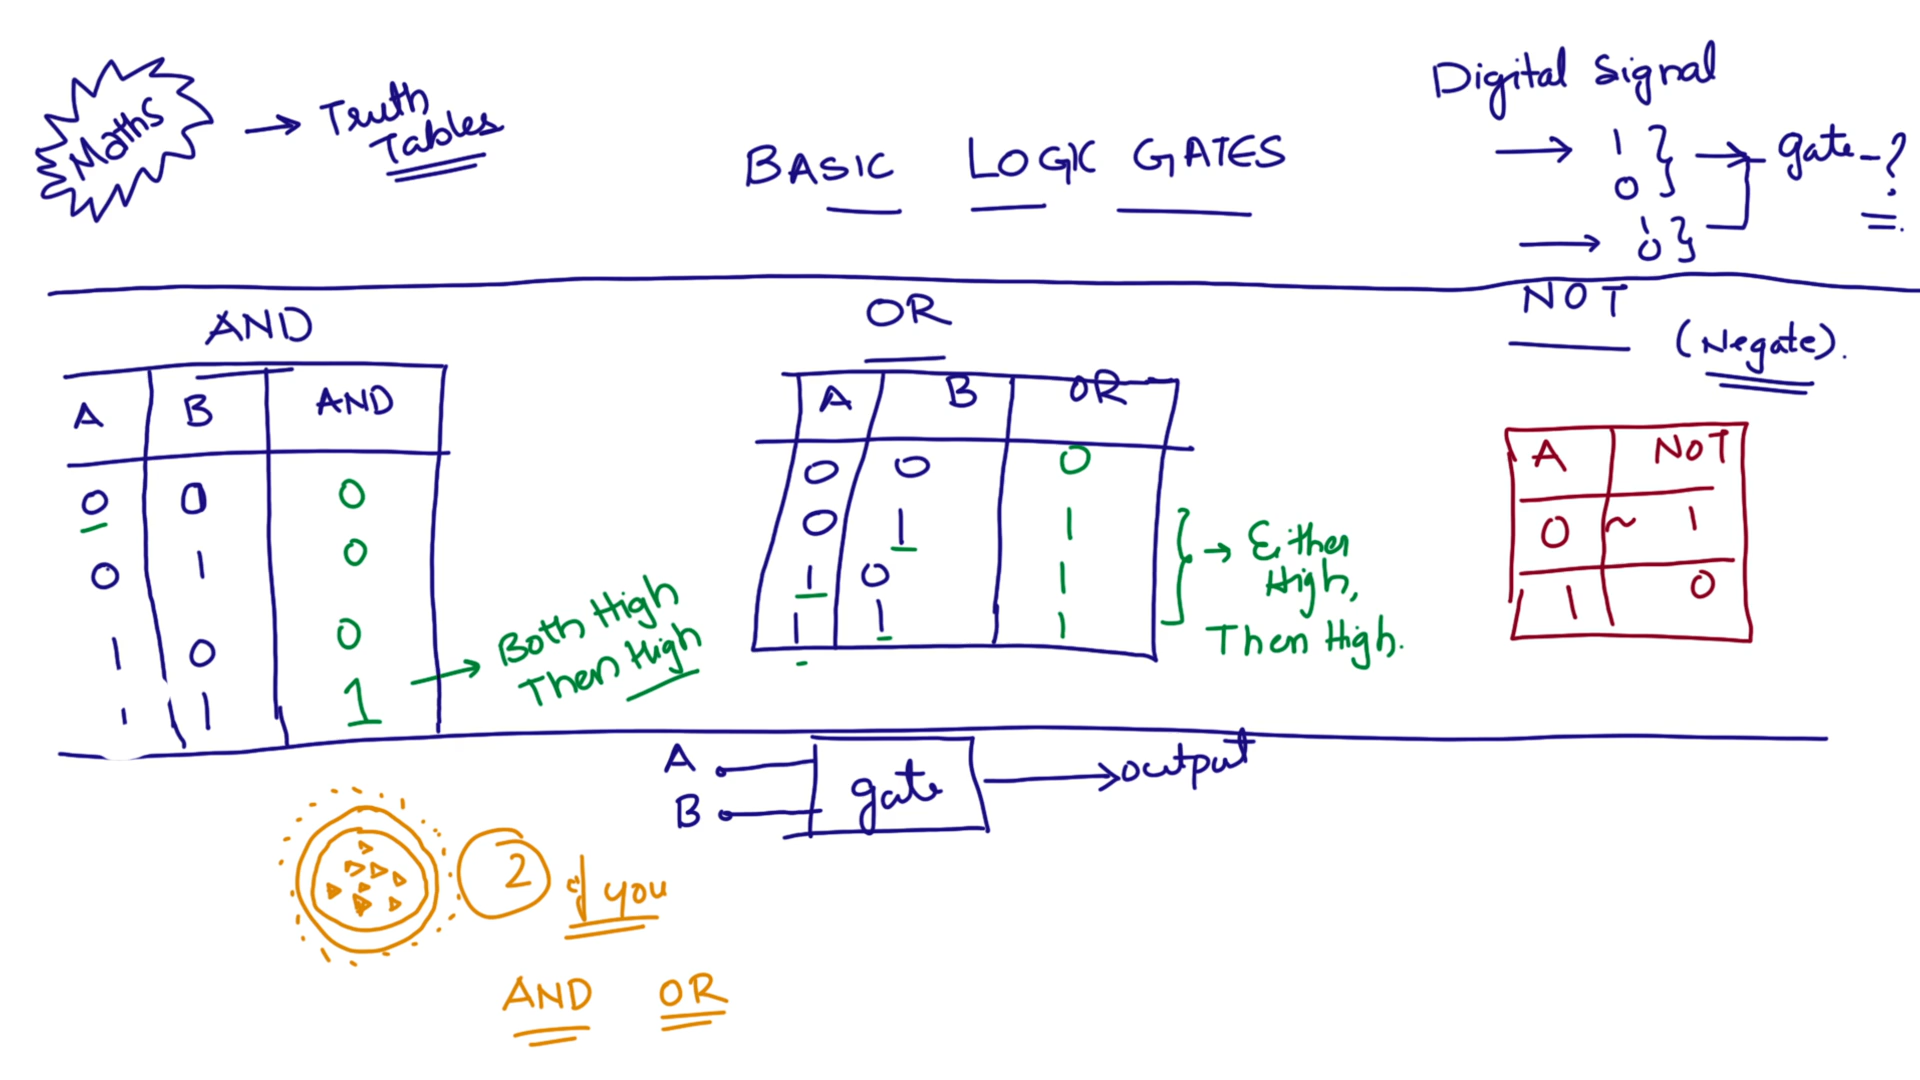 Maths → Truth
Tables
BASIC LOGIC GATES
Digital Signal
→ 1 } → gate - ?
0
→ 1
0 }
AND
A B AND
0 0 0
0 1 0
1 0 0
1 1 1
→ Both High
Then High
OR
A B OR
0 0 0
0 1 1
1 0 1
1 1 1
} → Either
High,
Then High.
NOT
(Negate).
A NOT
0 ~ 1
1 0
A
B
gate
→ output
2 of you
AND OR